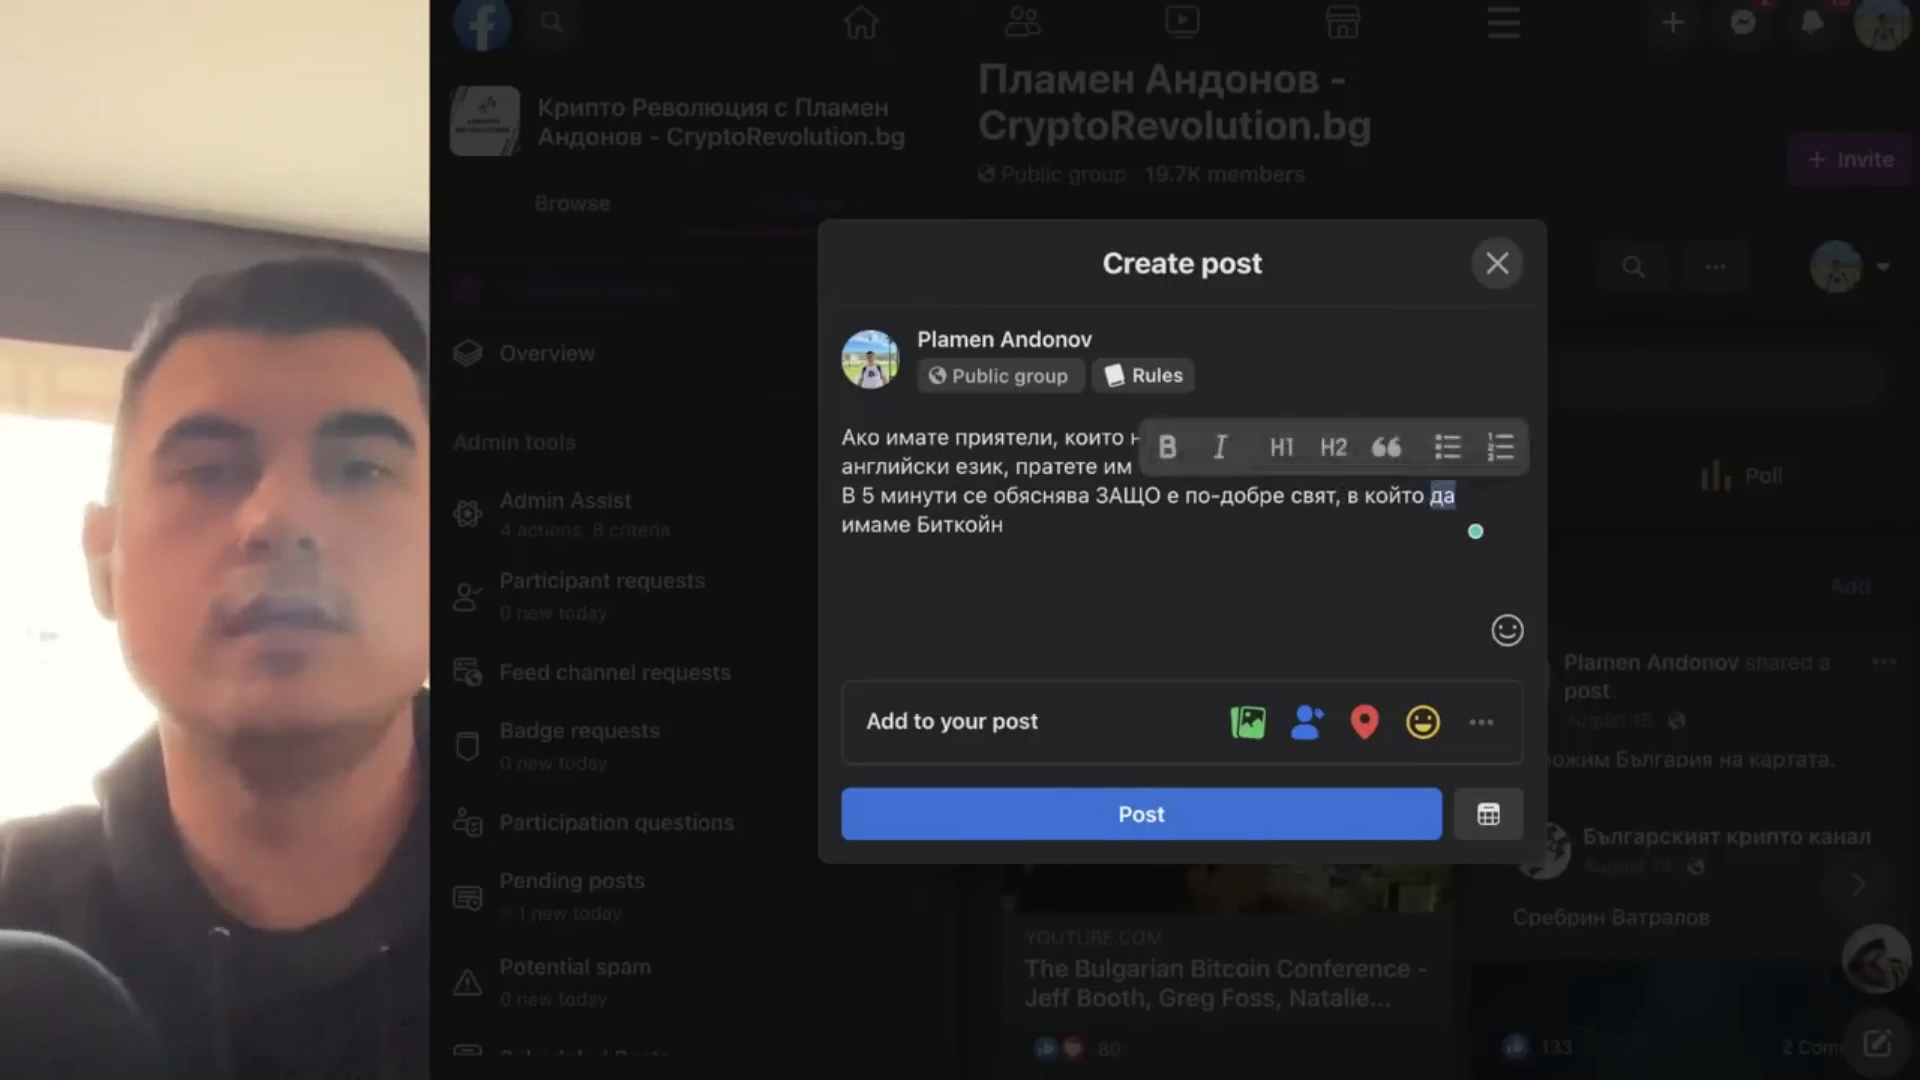 Крипто Революция с Пламен
Андонов - CryptoRevolution.bg
Browse
Overview
Admin tools
Admin Assist
4 actions, 8 criteria
Participant requests
0 new today
Feed channel requests
Badge requests
0 new today
Participation questions
Pending posts
1 new today
Potential spam
0 new today
Пламен Андонов -
CryptoRevolution.bg
Public group · 19.7K members
+ Invite
Create post
Plamen Andonov
Public group
Rules
Ако имате приятели, които
английски език, пратете им
В 5 минути се обяснява ЗАЩО е по-добре свят, в който да
имаме Биткойн
B I H1 H2
Add to your post
Post
Poll
Add
Plamen Andonov shared a
post.
August 18
ожим България на картата.
Българският крипто канал
Сребрин Ватралов
YOUTUBE.COM
The Bulgarian Bitcoin Conference -
Jeff Booth, Greg Foss, Natalie...
80
133
2 Com